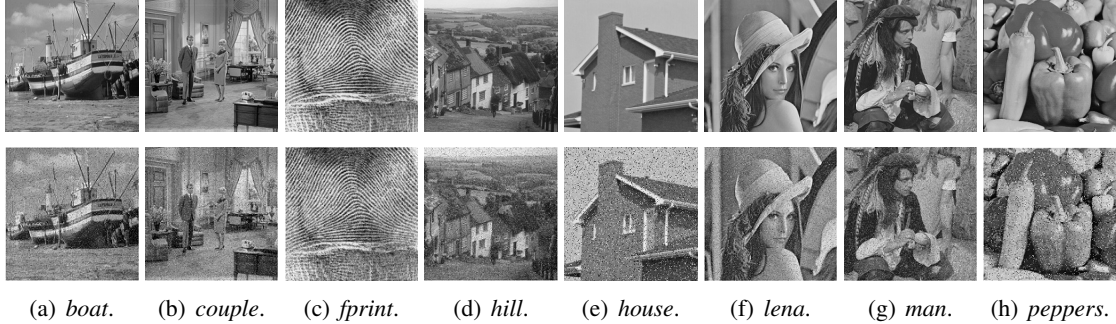 (a) boat. (b) couple. (c) fprint. (d) hill. (e) house. (f) lena. (g) man. (h) peppers.